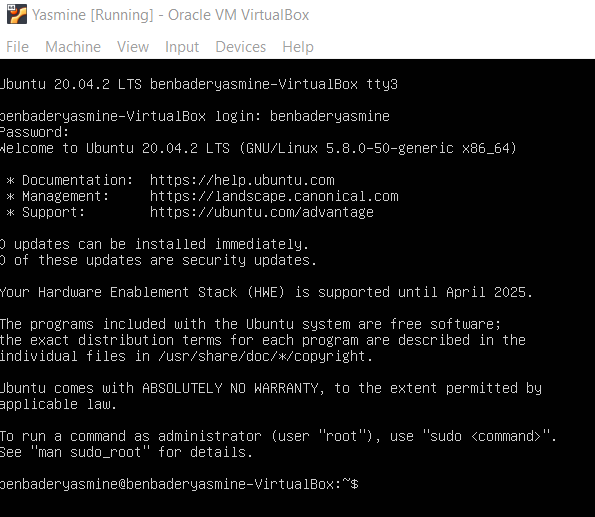 Yasmine [Running] - Oracle VM VirtualBox
File Machine View Input Devices Help
Ubuntu 20.04.2 LTS benbaderyasmine-VirtualBox tty3
benbaderyasmine-VirtualBox login: benbaderyasmine
Password:
Welcome to Ubuntu 20.04.2 LTS (GNU/Linux 5.8.0-50-generic x86_64)
* Documentation: https://help.ubuntu.com
* Management: https://landscape.canonical.com
* Support: https://ubuntu.com/advantage
0 updates can be installed immediately.
0 of these updates are security updates.
Your Hardware Enablement Stack (HWE) is supported until April 2025.
The programs included with the Ubuntu system are free software;
the exact distribution terms for each program are described in the
individual files in /usr/share/doc/*/copyright.
Ubuntu comes with ABSOLUTELY NO WARRANTY, to the extent permitted by
applicable law.
To run a command as administrator (user "root"), use "sudo <command>".
See "man sudo_root" for details.
benbaderyasmine@benbaderyasmine-VirtualBox:~$